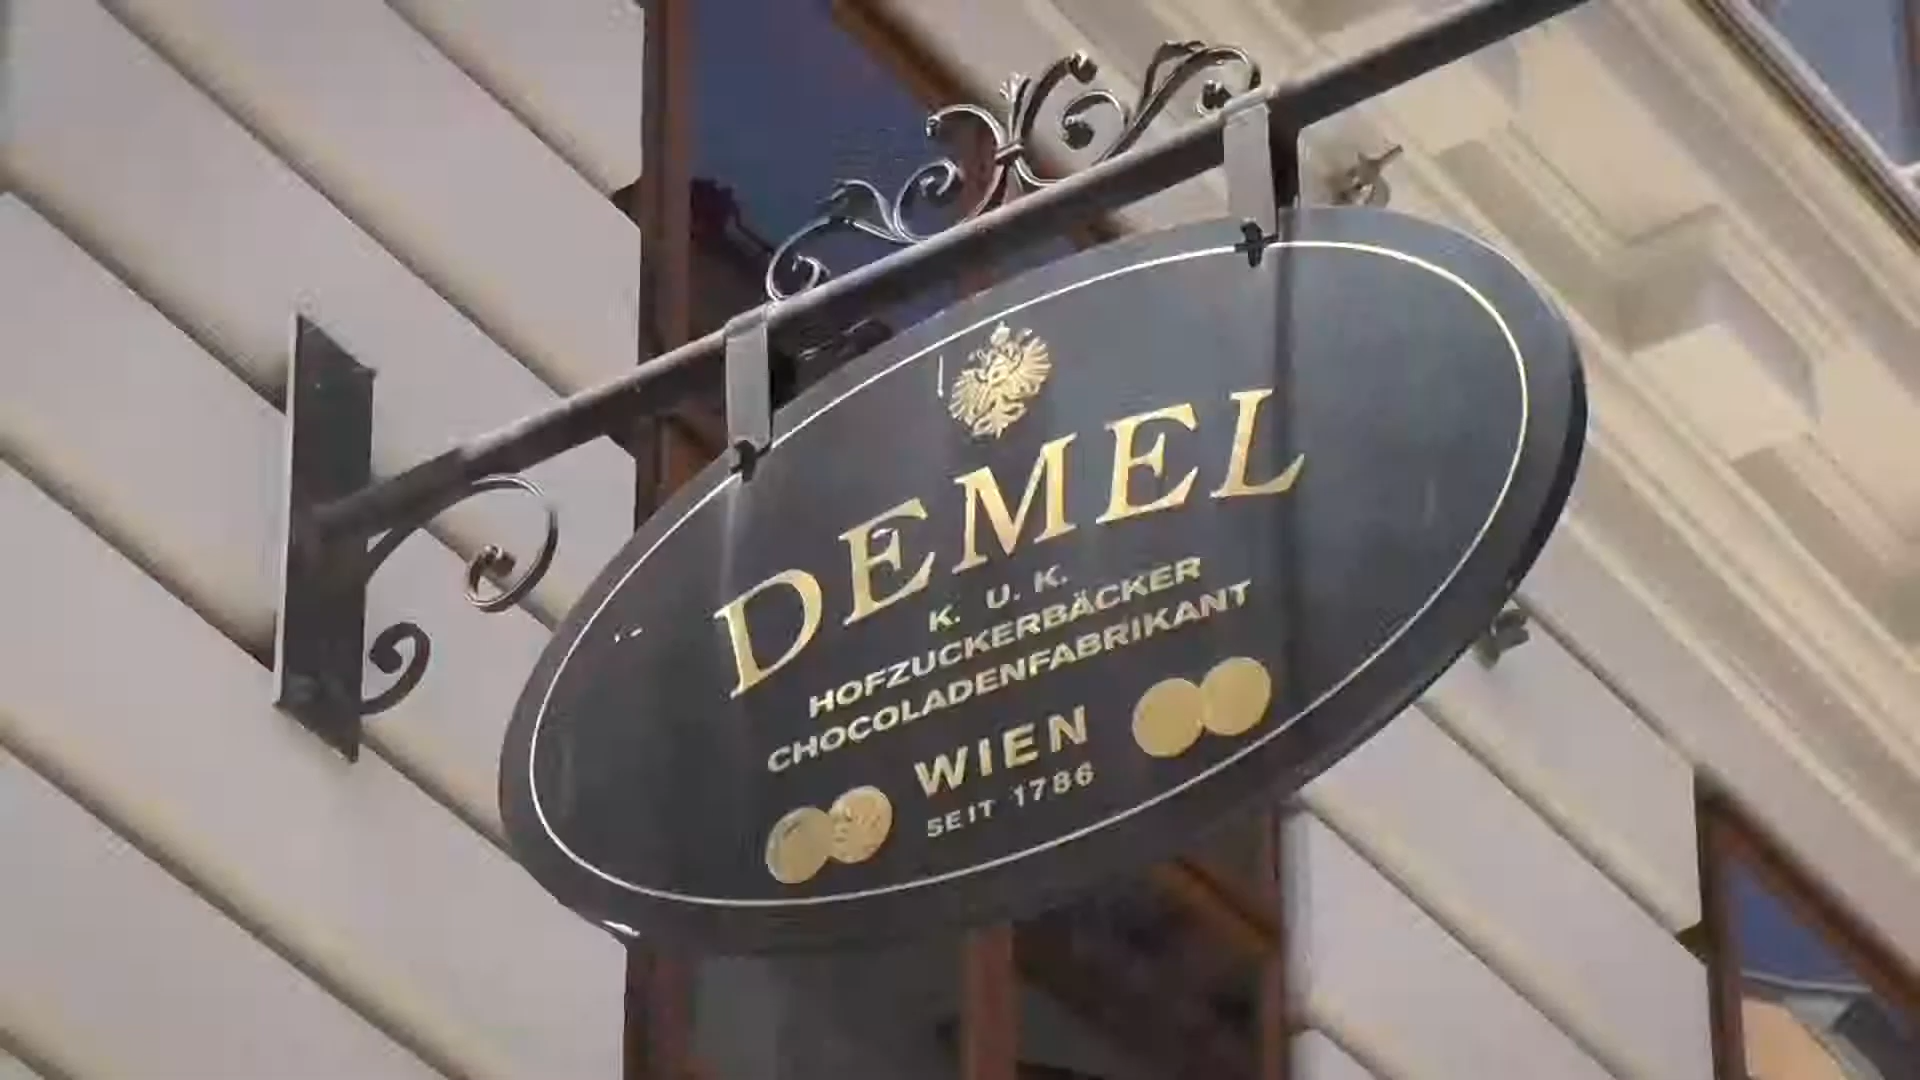 DEMEL
K. U. K.
HOFZUCKERBÄCKER
CHOCOLADENFABRIKANT
WIEN
SEIT 1786